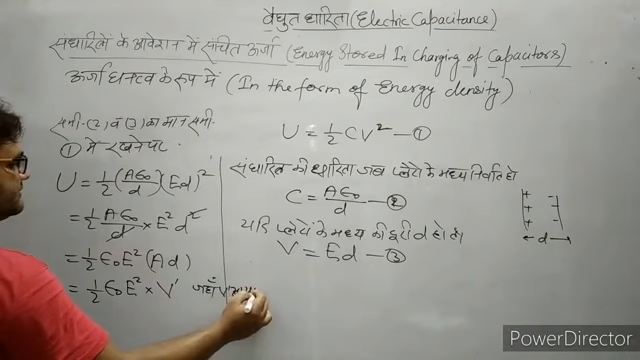 वैद्युत धारिता (Electric Capacitance)
संधारित्रों के आवेशन में संचित ऊर्जा (Energy Stored In Charging of Capacitors)
ऊर्जा घनत्व के रूप में (In the form of Energy density)
U = 1/2 CV² — ①
संधारित्र की धारिता जब प्लेटों के मध्य निर्वात हो
C = Aε₀/d — ②
यदि प्लेटों के मध्य की दूरी d हो तो
V = Ed — ③
+ −
+ −
+ −
← d →
समी. (2) व (3) का मान समी.
① में रखने पर
U = 1/2 (Aε₀/d) (Ed)²
= 1/2 Aε₀/d × E² d²
= 1/2 ε₀E² (Ad)
= 1/2 ε₀E² × V' जहाँ V'
PowerDirector